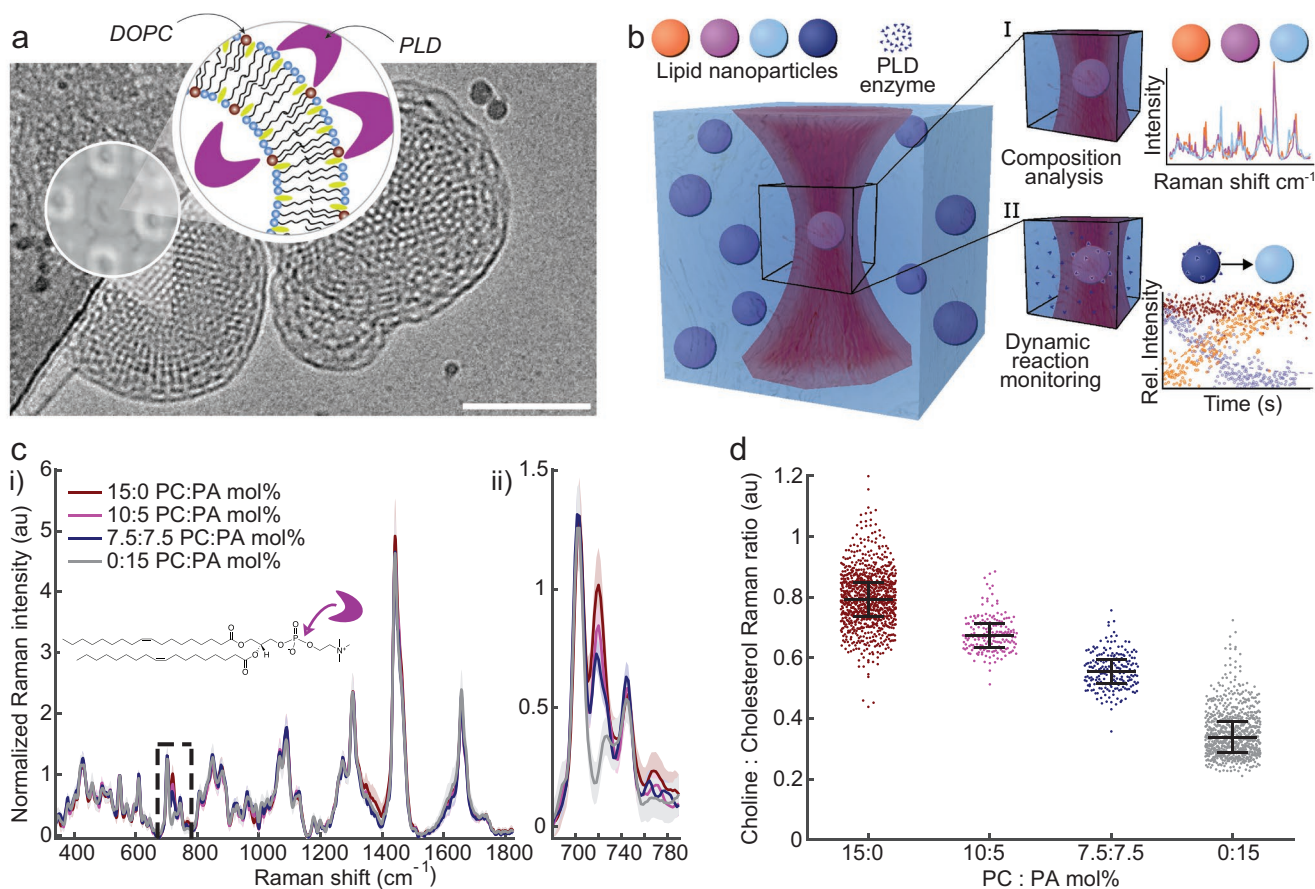 a
DOPC
PLD
b
Lipid nanoparticles
PLD
enzyme
I
Composition
analysis
Intensity
Raman shift cm⁻¹
II
Dynamic
reaction
monitoring
Rel. Intensity
Time (s)
c
i)
Normalized Raman intensity (au)
6
5
4
3
2
1
0
15:0 PC:PA mol%
10:5 PC:PA mol%
7.5:7.5 PC:PA mol%
0:15 PC:PA mol%
O
O
O
O
H
O
P
O
O⁻
O
N⁺
400 600 800 1000 1200 1400 1600 1800
Raman shift (cm⁻¹)
ii)
1.5
1
0.5
0
700 740 780
d
Choline : Cholesterol Raman ratio (au)
1.2
1.0
0.8
0.6
0.4
0.2
0
15:0 10:5 7.5:7.5 0:15
PC : PA mol%